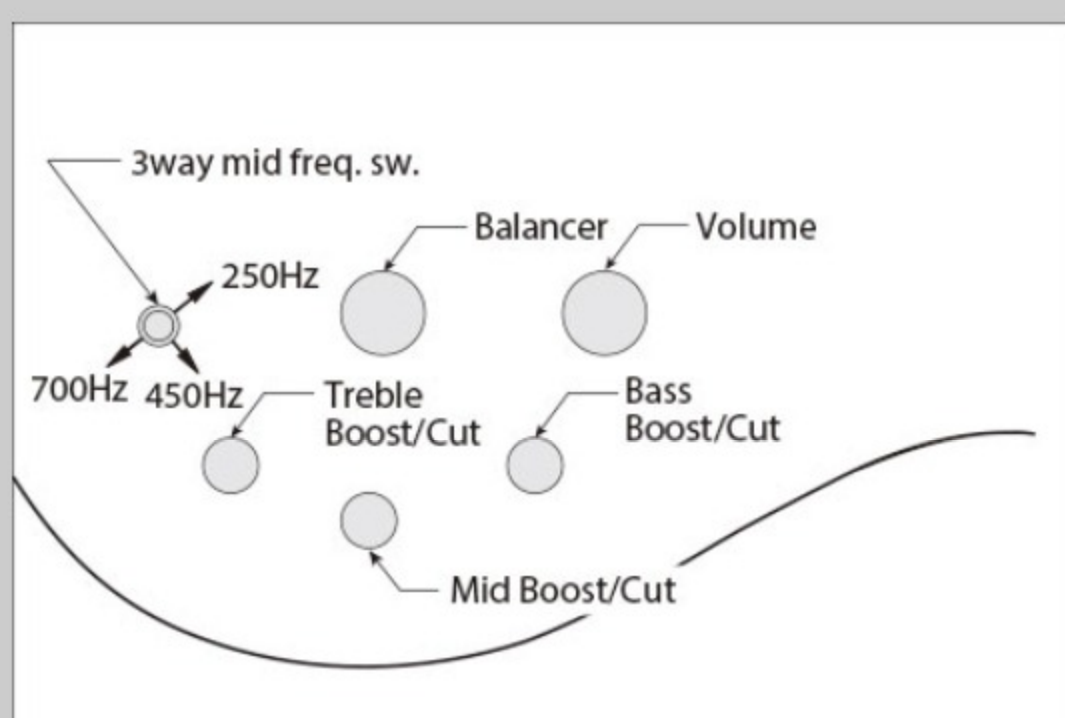 3way mid freq. sw.
Balancer
Volume
250Hz
700Hz
450Hz
Treble
Boost/Cut
Bass
Boost/Cut
Mid Boost/Cut